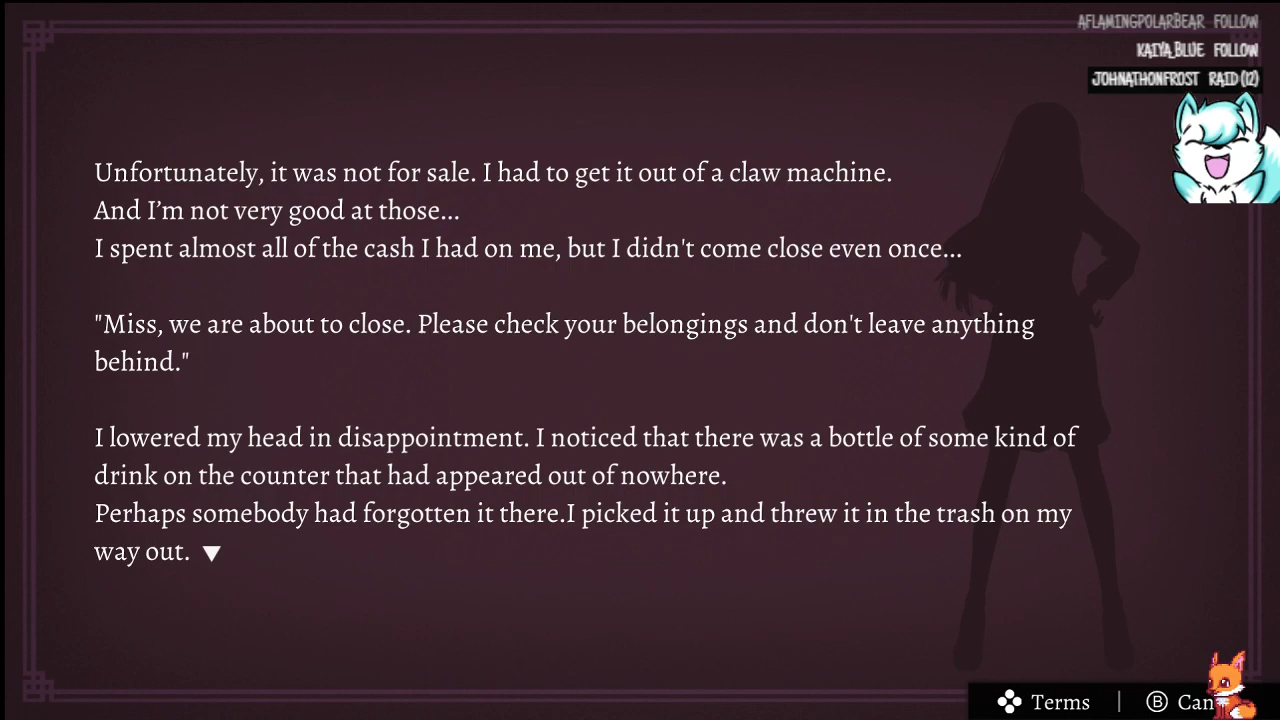 AFLAMINGPOLARBEAR FOLLOW
KAIYA_BLUE FOLLOW
JOHNATHONFROST RAID (12)
Unfortunately, it was not for sale. I had to get it out of a claw machine.
And I’m not very good at those...
I spent almost all of the cash I had on me, but I didn't come close even once...
"Miss, we are about to close. Please check your belongings and don't leave anything
behind."
I lowered my head in disappointment. I noticed that there was a bottle of some kind of
drink on the counter that had appeared out of nowhere.
Perhaps somebody had forgotten it there.I picked it up and threw it in the trash on my
way out.
Terms | B Can